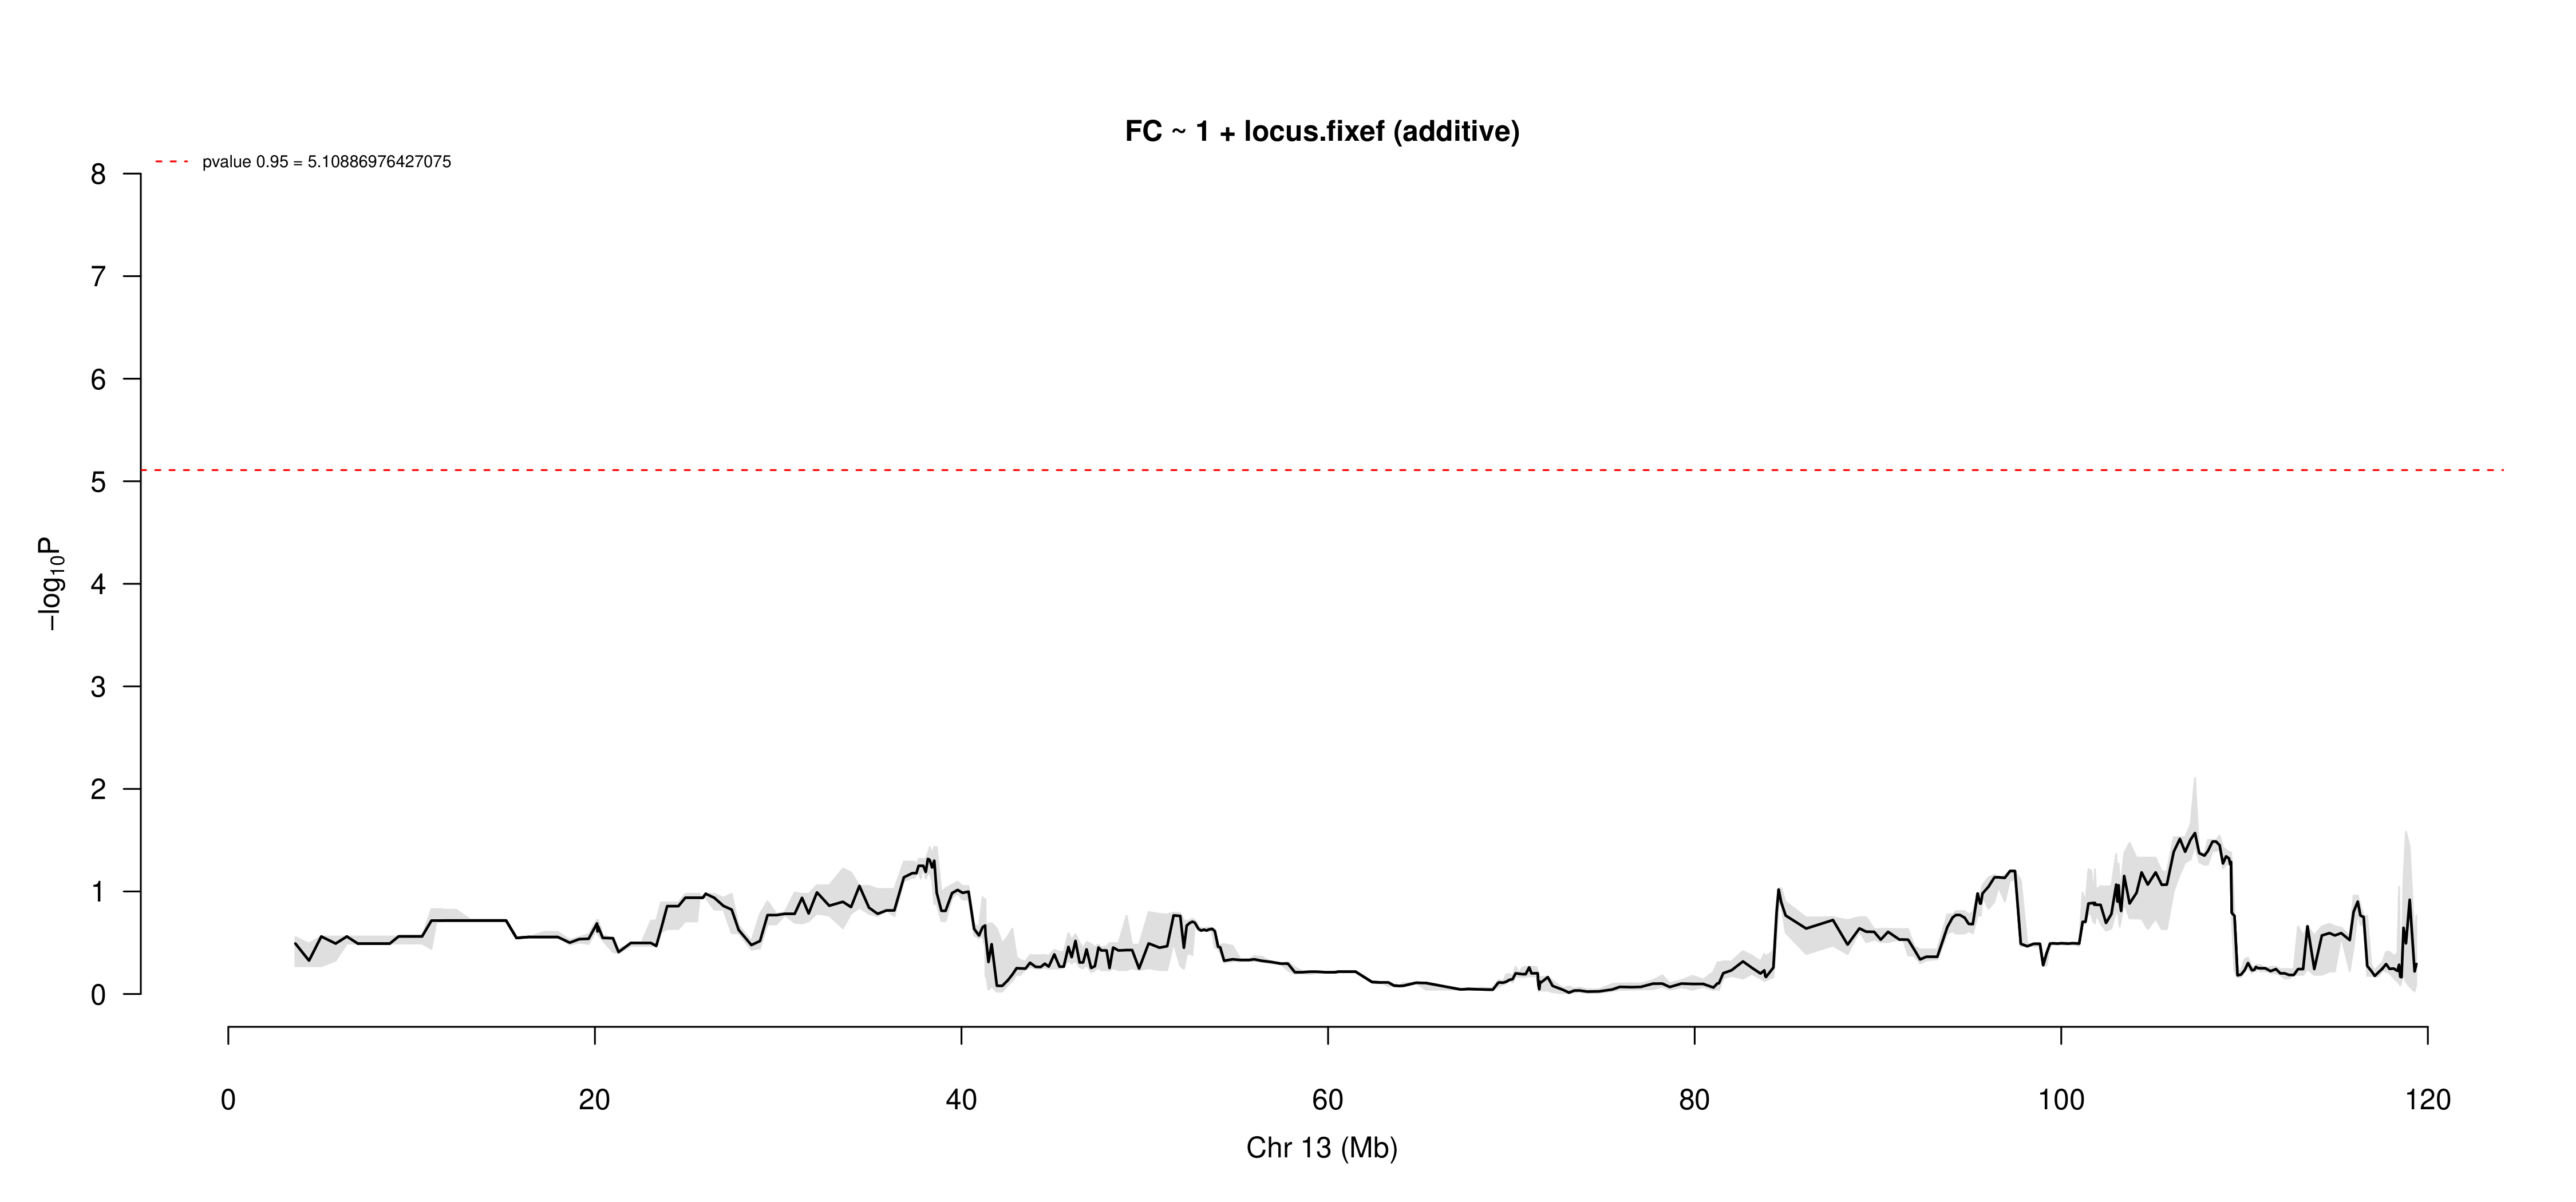 FC ~ 1 + locus.fixef (additive)
pvalue 0.95 = 5.10886976427075
8
7
6
5
4
3
2
1
0
−log10P
0 20 40 60 80 100 120
Chr 13 (Mb)